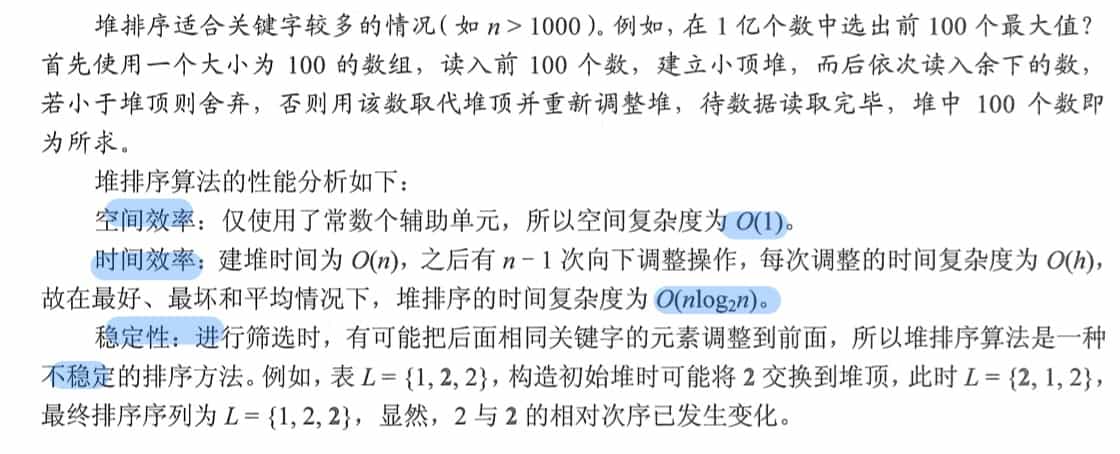 堆排序适合关键字较多的情况（如 n > 1000）。例如，在 1 亿个数中选出前 100 个最大值？
首先使用一个大小为 100 的数组，读入前 100 个数，建立小顶堆，而后依次读入余下的数，
若小于堆顶则舍弃，否则用该数取代堆顶并重新调整堆，待数据读取完毕，堆中 100 个数即
为所求。
堆排序算法的性能分析如下：
空间效率：仅使用了常数个辅助单元，所以空间复杂度为 O(1)。
时间效率：建堆时间为 O(n)，之后有 n − 1 次向下调整操作，每次调整的时间复杂度为 O(h)，
故在最好、最坏和平均情况下，堆排序的时间复杂度为 O(nlog₂n)。
稳定性：进行筛选时，有可能把后面相同关键字的元素调整到前面，所以堆排序算法是一种
不稳定的排序方法。例如，表 L = {1, 2, 2}，构造初始堆时可能将 2 交换到堆顶，此时 L = {2, 1, 2}，
最终排序序列为 L = {1, 2, 2}，显然，2 与 2 的相对次序已发生变化。